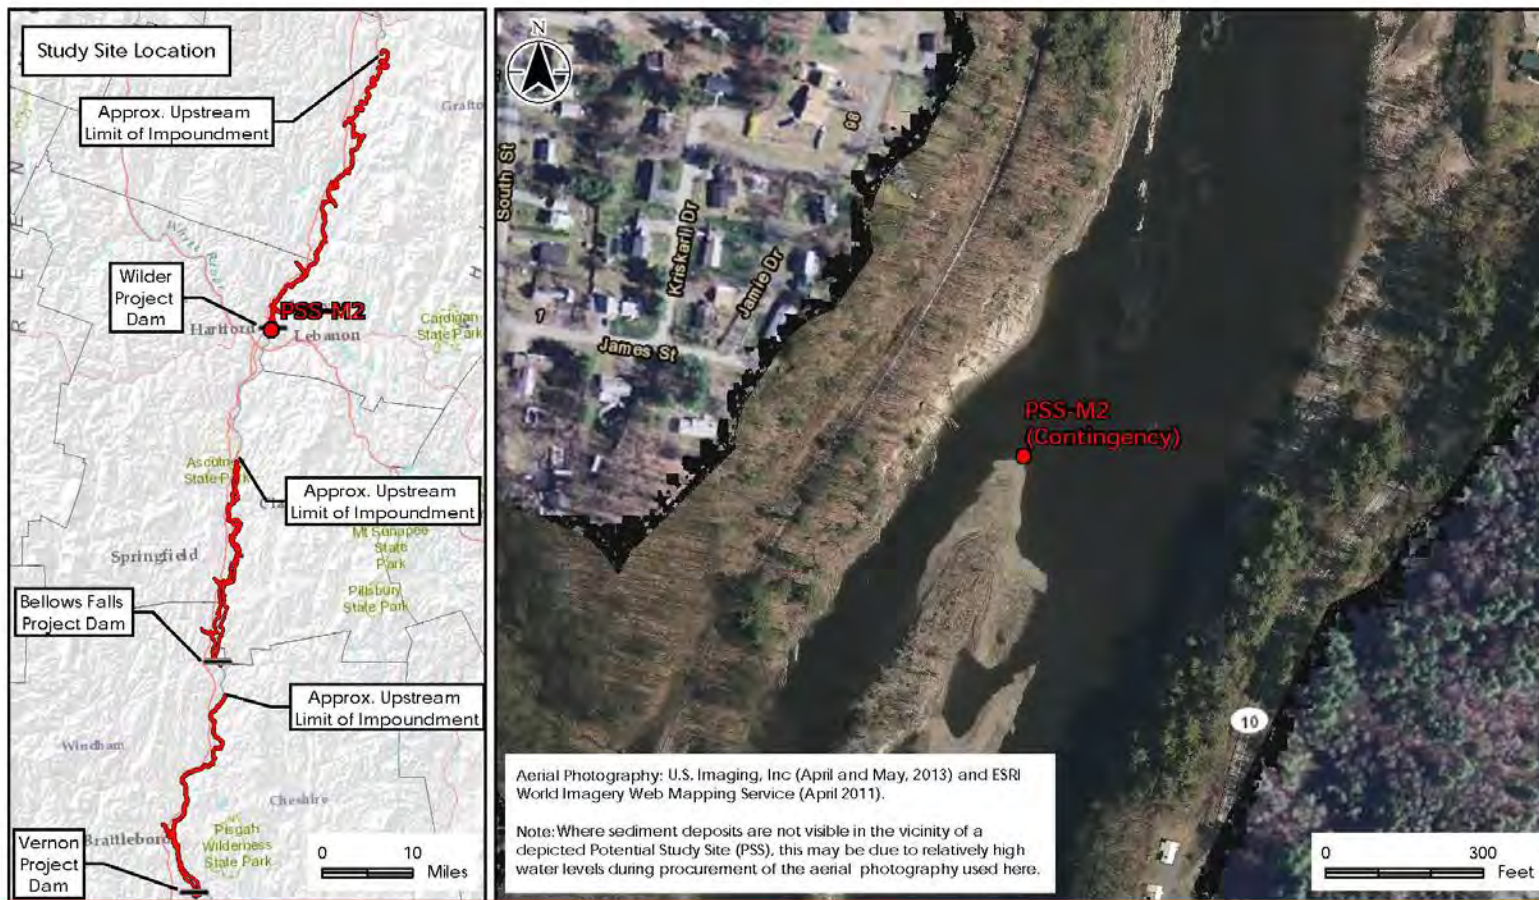 Study Site Location
Approx. Upstream
Limit of Impoundment
Grafto
R E N
White River
Wilder
Project
Dam
PSS-M2
Hartford
Lebanon
H
Cardigan
State Park
Ascutn
State Park
Approx. Upstream
Limit of Impoundment
Mt Sunapee
State
Park
Springfield
Pillsbury
State Park
Bellows Falls
Project Dam
Approx. Upstream
Limit of Impoundment
Windham
Cheshire
Brattleboro
Pisgah
Wilderness
State Park
Vernon
Project
Dam
0 10
Miles
N
South St
80
Kriskarll Dr
Jamie Dr
1
James St
PSS-M2
(Contingency)
10
Aerial Photography: U.S. Imaging, Inc (April and May, 2013) and ESRI
World Imagery Web Mapping Service (April 2011).
Note: Where sediment deposits are not visible in the vicinity of a
depicted Potential Study Site (PSS), this may be due to relatively high
water levels during procurement of the aerial photography used here.
0 300
Feet